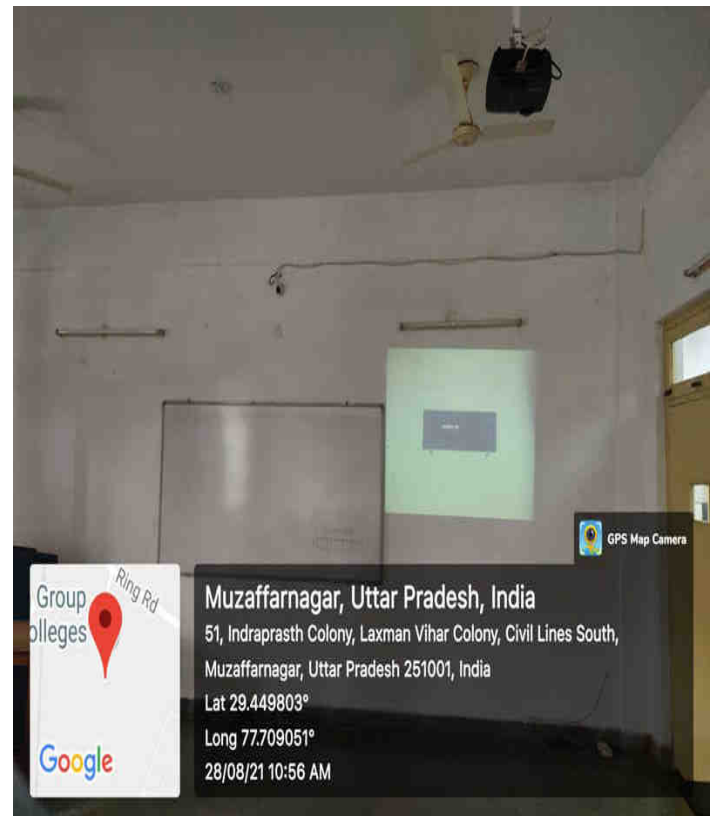 GPS Map Camera
Group
olleges
Ring Rd
Google
Muzaffarnagar, Uttar Pradesh, India
51, Indraprasth Colony, Laxman Vihar Colony, Civil Lines South,
Muzaffarnagar, Uttar Pradesh 251001, India
Lat 29.449803°
Long 77.709051°
28/08/21 10:56 AM